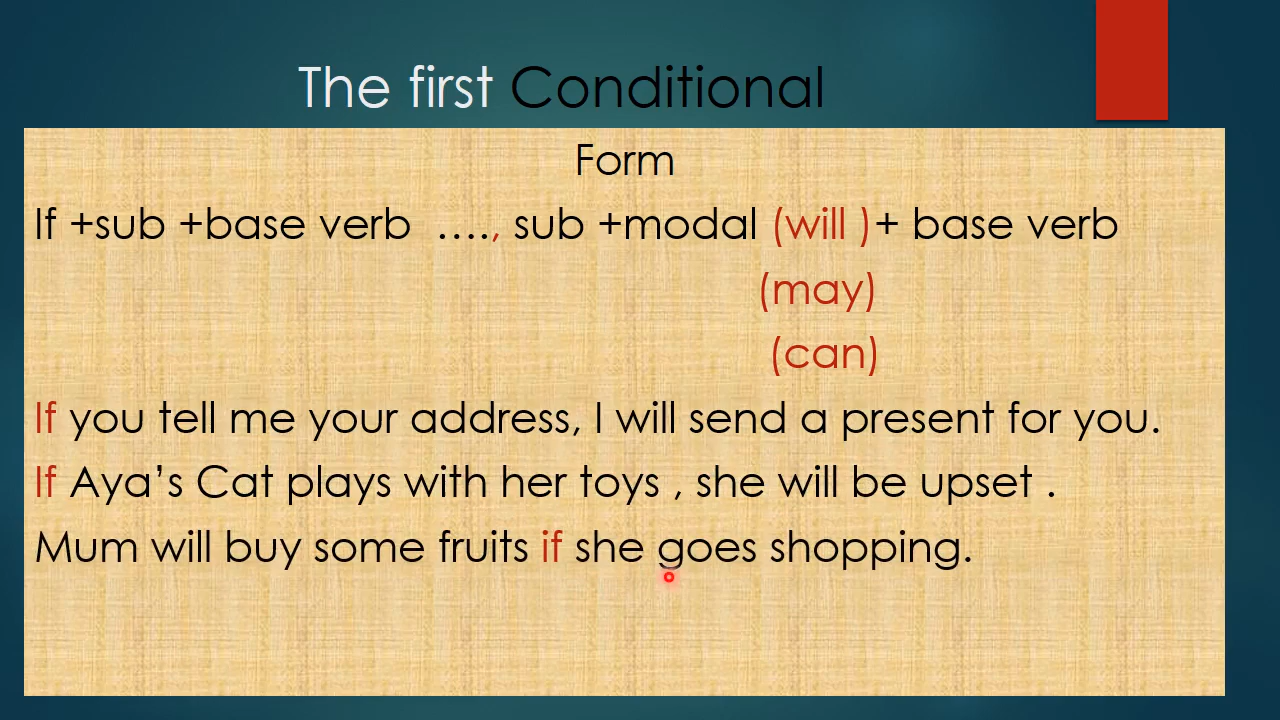 The first Conditional
Form
If +sub +base verb ...., sub +modal (will )+ base verb
(may)
(can)
If you tell me your address, I will send a present for you.
If Aya’s Cat plays with her toys , she will be upset .
Mum will buy some fruits if she goes shopping.